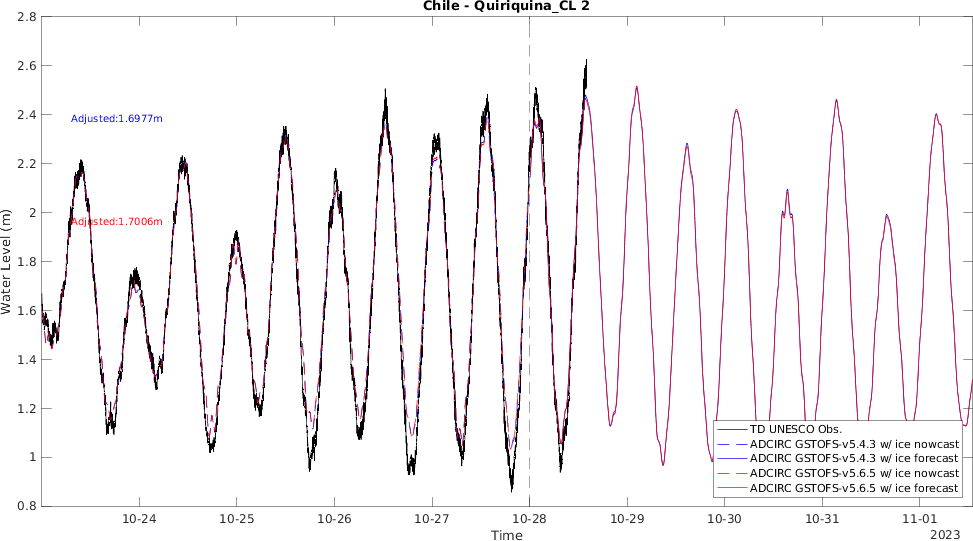 Chile - Quiriquina_CL 2
2.8
2.6
2.4
2.2
2
1.8
1.6
1.4
1.2
1
0.8
Water Level (m)
Adjusted:1.6977m
Adjusted:1.7006m
TD UNESCO Obs.
ADCIRC GSTOFS-v5.4.3 w/ ice nowcast
ADCIRC GSTOFS-v5.4.3 w/ ice forecast
ADCIRC GSTOFS-v5.6.5 w/ ice nowcast
ADCIRC GSTOFS-v5.6.5 w/ ice forecast
10-24 10-25 10-26 10-27 10-28 10-29 10-30 10-31 11-01
Time
2023